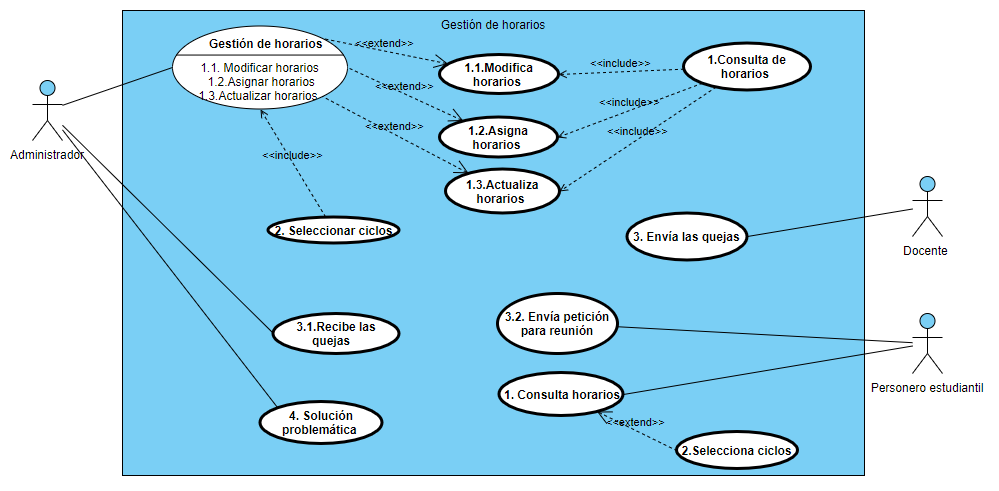 Gestión de horarios
Gestión de horarios
1.1. Modificar horarios
1.2.Asignar horarios
1.3.Actualizar horarios
<<extend>>
<<extend>>
<<extend>>
1.1.Modifica
horarios
<<include>>
1.Consulta de
horarios
<<include>>
<<include>>
1.2.Asigna
horarios
1.3.Actualiza
horarios
Administrador
<<include>>
2. Seleccionar ciclos
3. Envía las quejas
Docente
3.1.Recibe las
quejas
3.2. Envía petición
para reunión
Personero estudiantil
1. Consulta horarios
<<extend>>
4. Solución
problemática
2.Selecciona ciclos